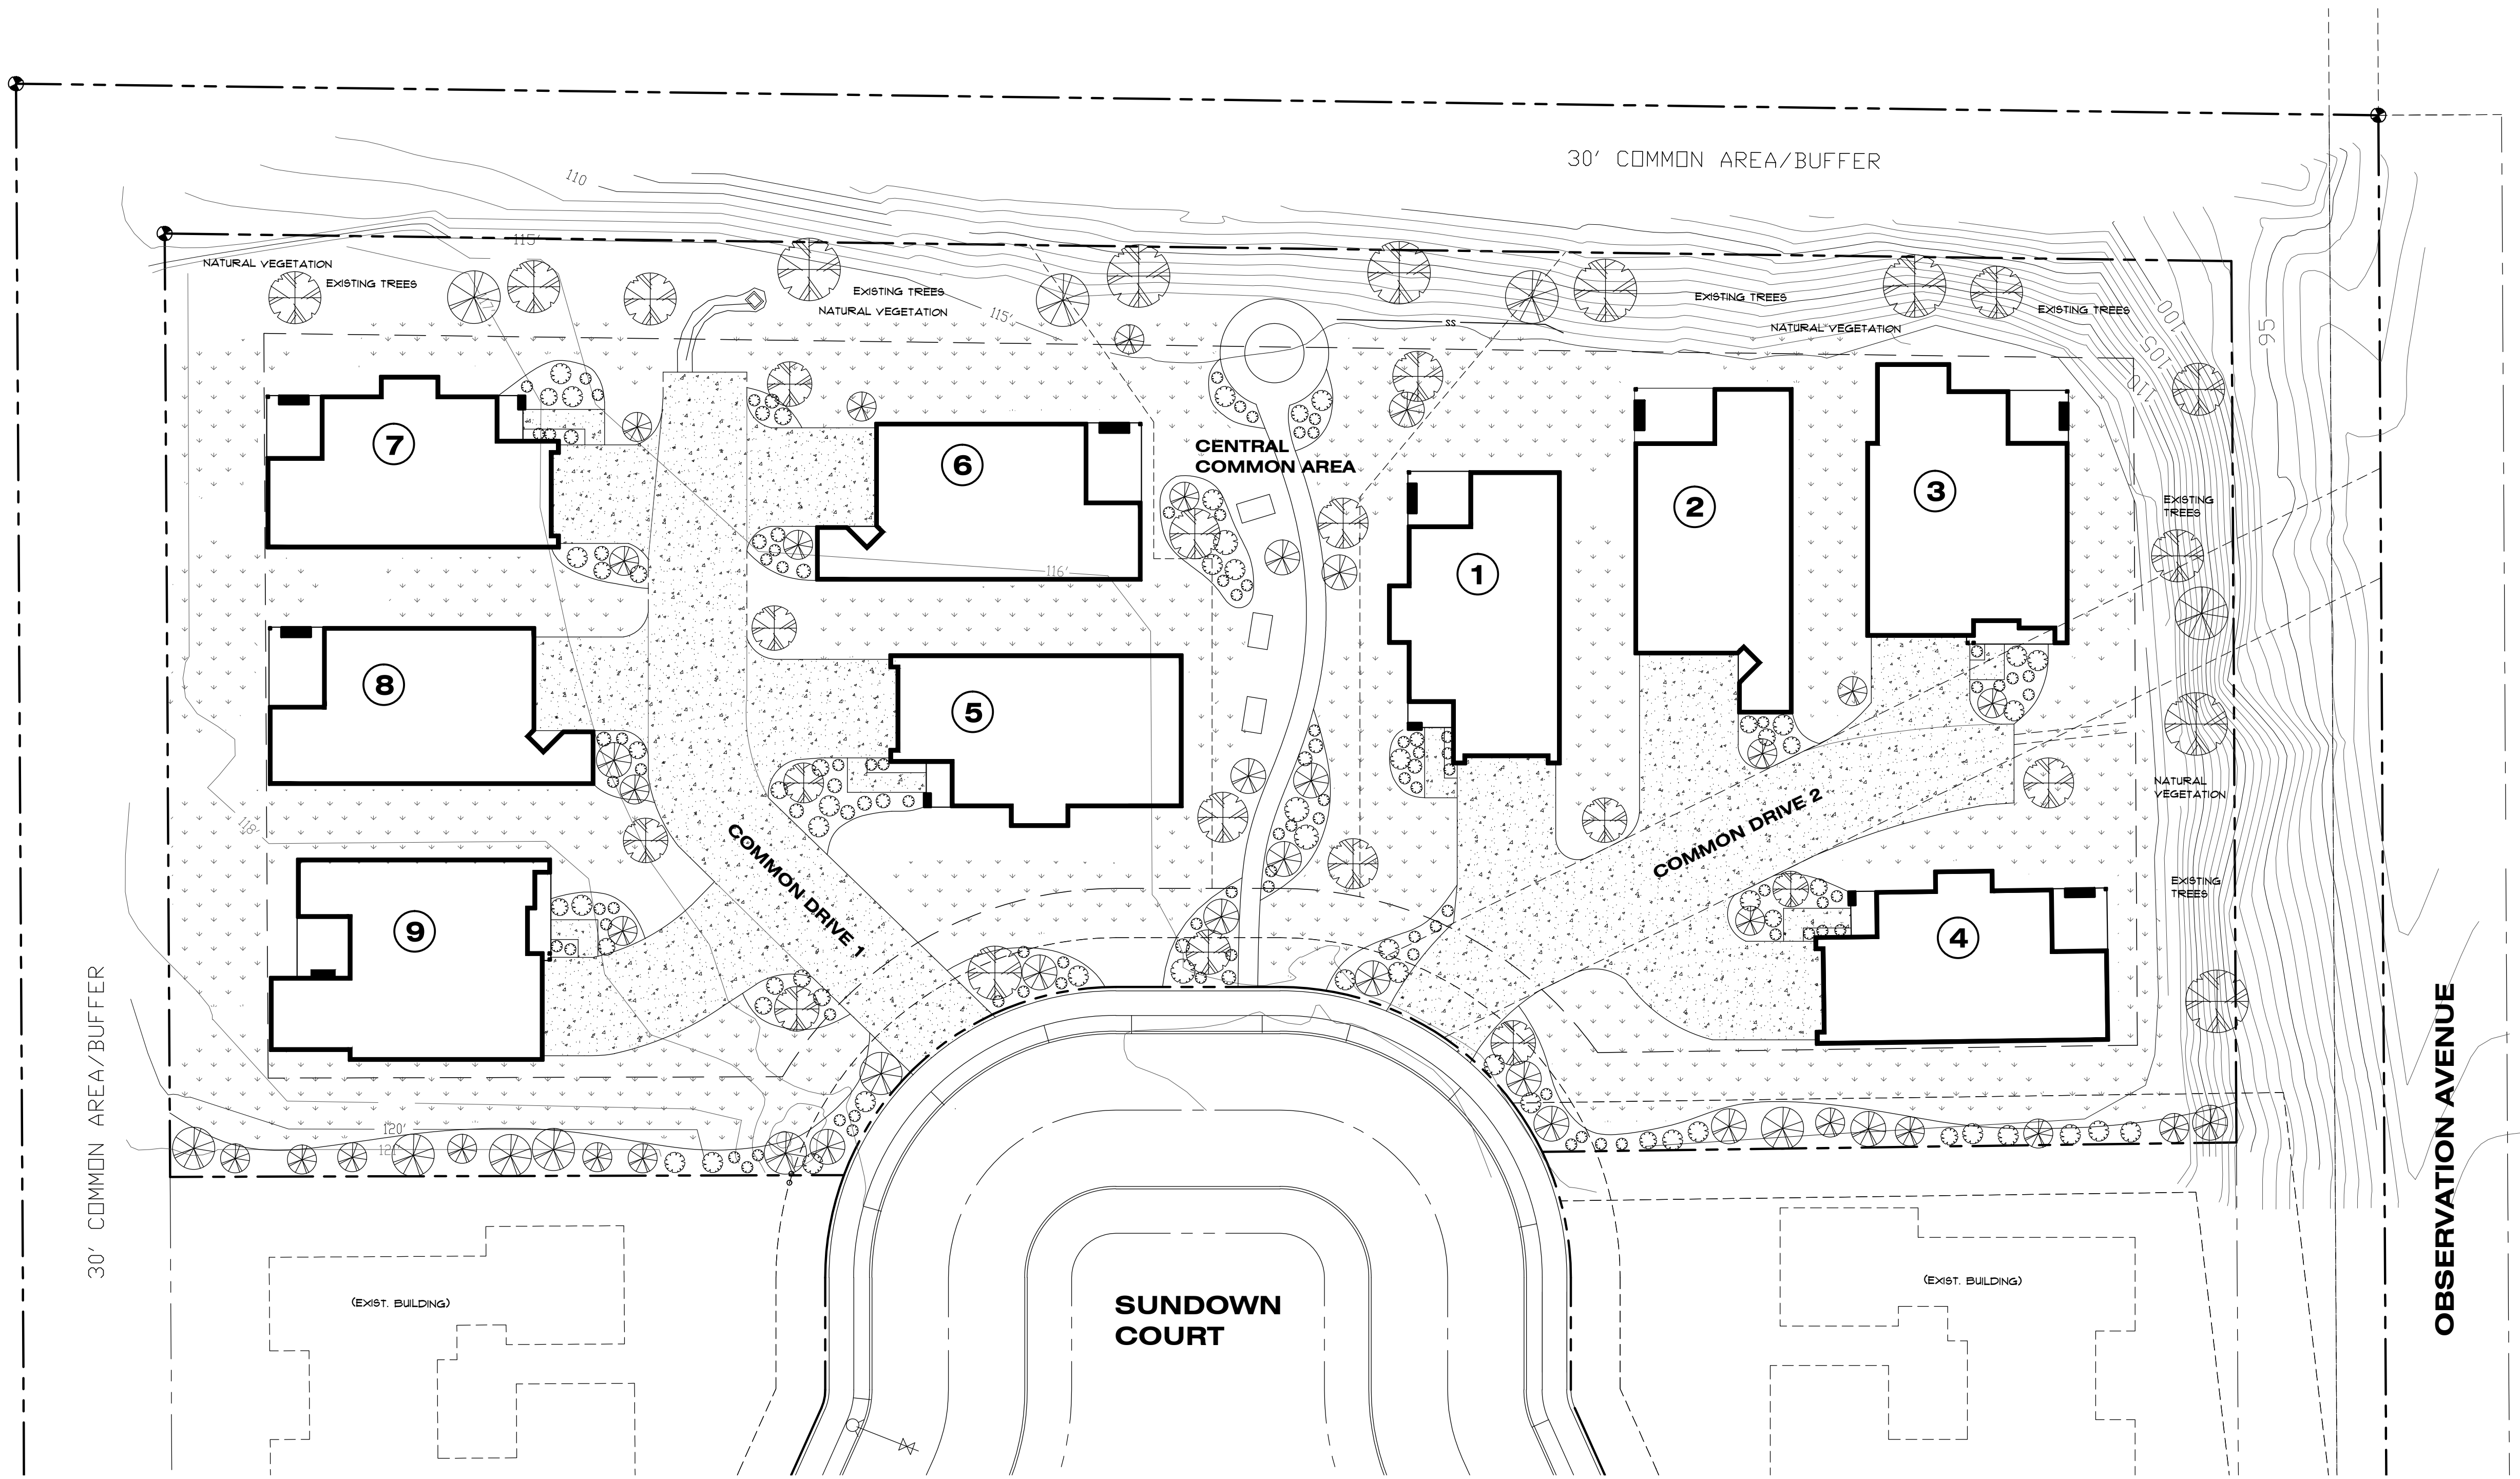 30' COMMON AREA/BUFFER
110
115'
NATURAL VEGETATION
EXISTING TREES
EXISTING TREES
NATURAL VEGETATION
115'
SS
EXISTING TREES
NATURAL VEGETATION
EXISTING TREES
100
105
110
95
7
6
CENTRAL
COMMON AREA
1
2
3
EXISTING
TREES
116'
8
5
118'
COMMON DRIVE 1
COMMON DRIVE 2
NATURAL
VEGETATION
EXISTING
TREES
9
4
30' COMMON AREA/BUFFER
120'
121'
OBSERVATION AVENUE
(EXIST. BUILDING)
SUNDOWN
COURT
(EXIST. BUILDING)